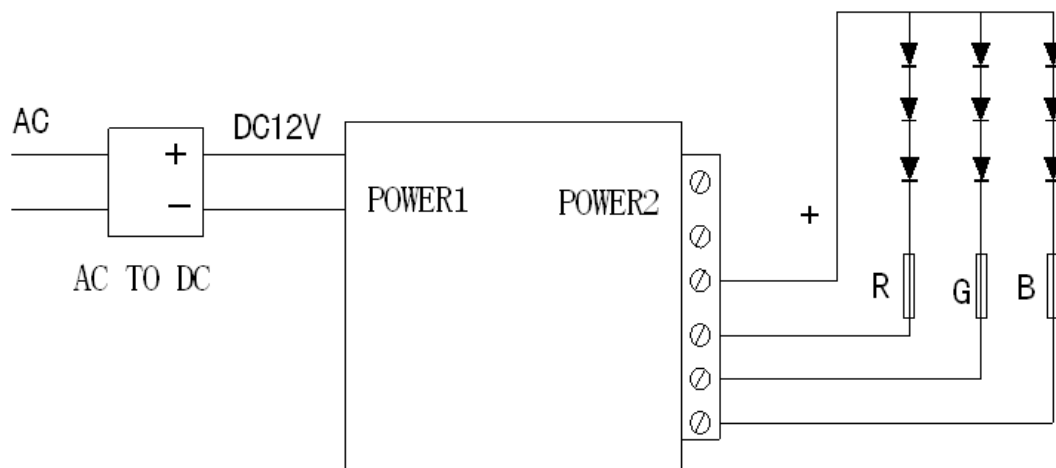 AC
DC12V
+
−
POWER1
POWER2
+
AC TO DC
R
G
B